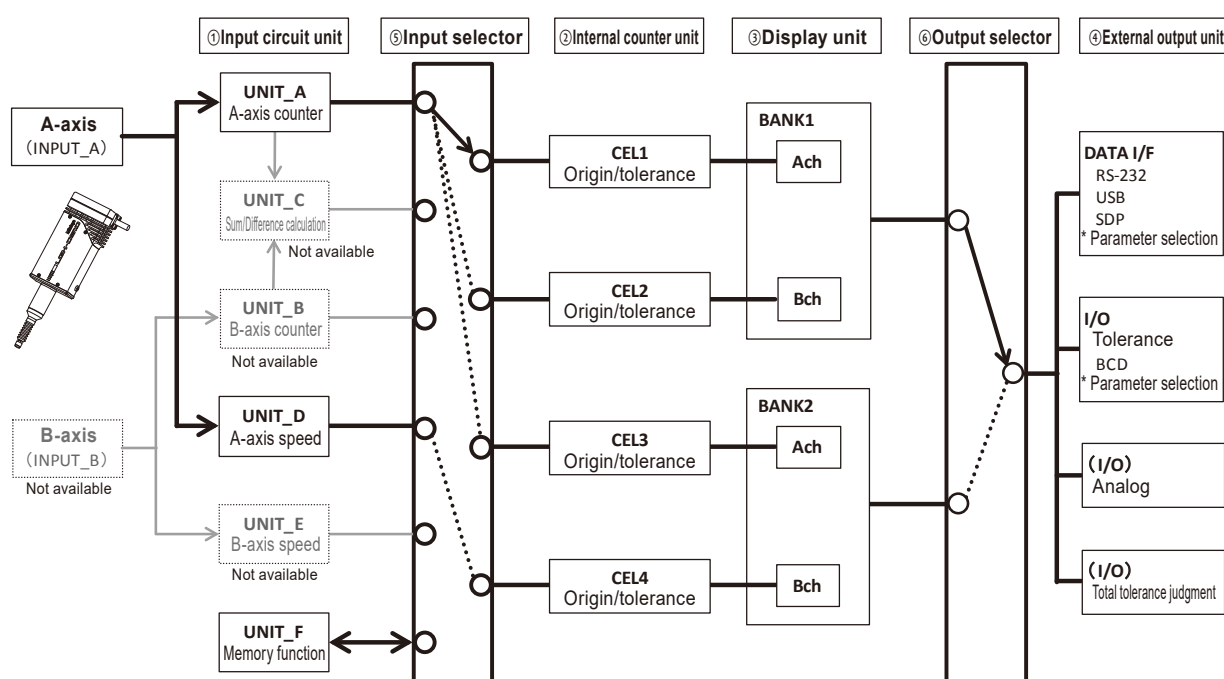 ①Input circuit unit
⑤Input selector
②Internal counter unit
③Display unit
⑥Output selector
④External output unit
A-axis
(INPUT_A)
UNIT_A
A-axis counter
UNIT_C
Sum/Difference calculation
Not available
UNIT_B
B-axis counter
Not available
B-axis
(INPUT_B)
Not available
UNIT_D
A-axis speed
UNIT_E
B-axis speed
Not available
UNIT_F
Memory function
CEL1
Origin/tolerance
CEL2
Origin/tolerance
CEL3
Origin/tolerance
CEL4
Origin/tolerance
BANK1
Ach
Bch
BANK2
Ach
Bch
DATA I/F
RS-232
USB
SDP
* Parameter selection
I/O
Tolerance
BCD
* Parameter selection
(I/O)
Analog
(I/O)
Total tolerance judgment